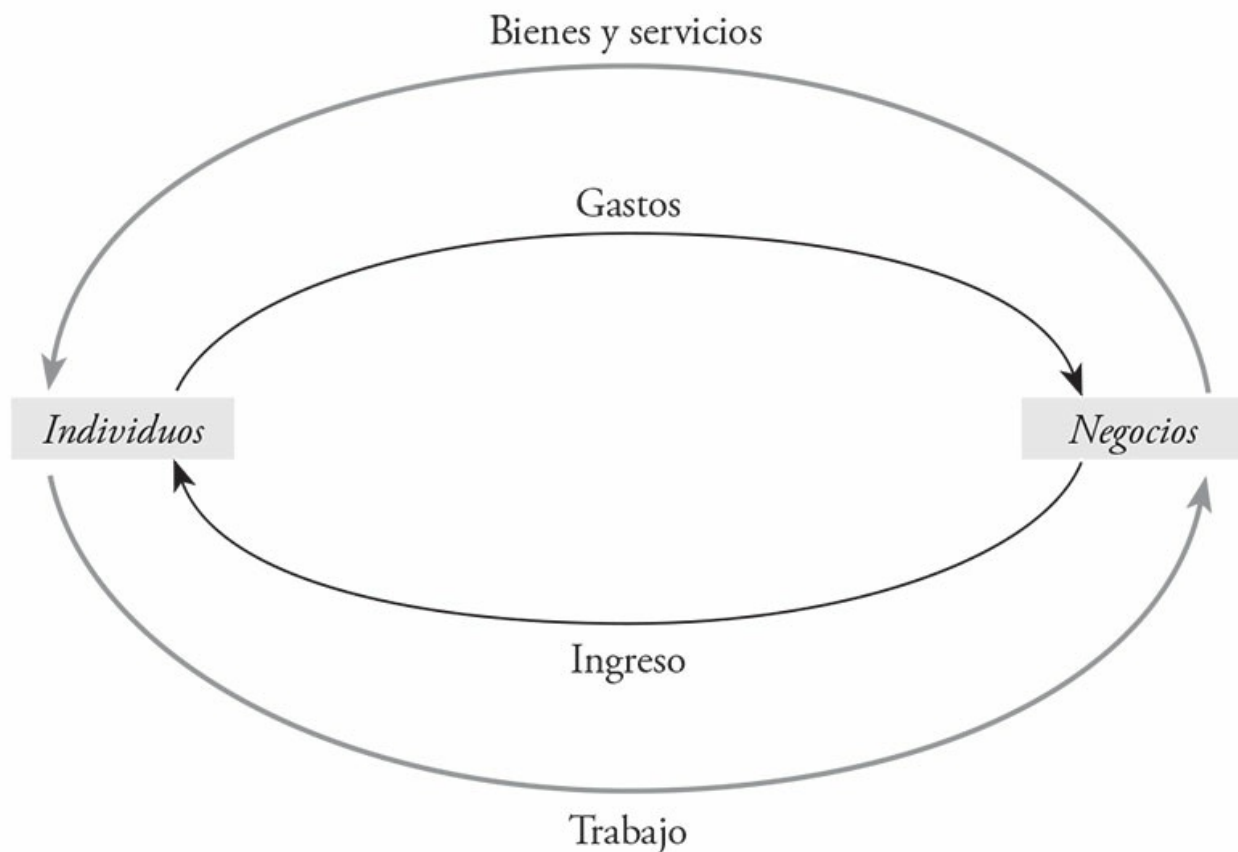 Bienes y servicios
Gastos
Individuos
Negocios
Ingreso
Trabajo